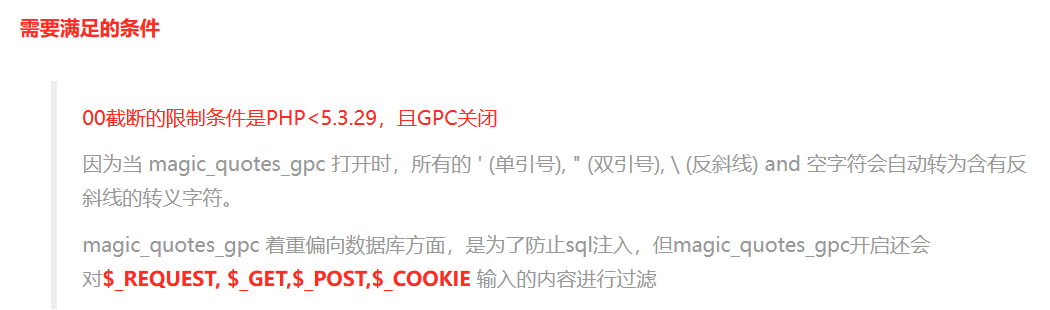 需要满足的条件
00截断的限制条件是PHP<5.3.29，且GPC关闭
因为当 magic_quotes_gpc 打开时，所有的 ' (单引号), " (双引号), \ (反斜线) and 空字符会自动转为含有反
斜线的转义字符。
magic_quotes_gpc 着重偏向数据库方面，是为了防止sql注入，但magic_quotes_gpc开启还会
对$_REQUEST, $_GET,$_POST,$_COOKIE 输入的内容进行过滤